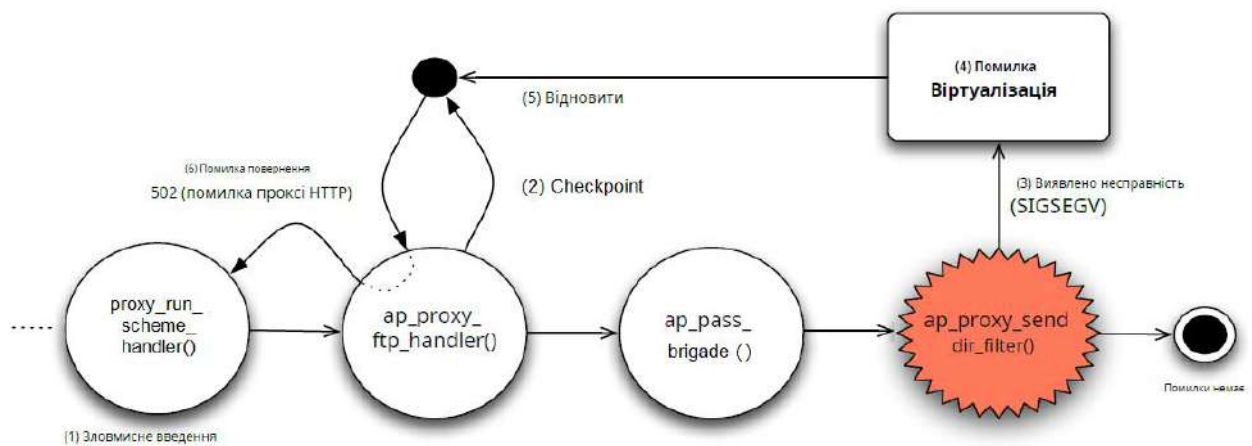 (4) Помилка
Віртуалізація
(5) Відновити
(6) Помилка повернення
502 (помилка проксі HTTP)
(2) Checkpoint
(3) Виявлено несправність
(SIGSEGV)
proxy_run_
scheme_
handler()
ap_proxy_
ftp_handler()
ap_pass_
brigade ()
ap_proxy_send
dir_filter()
Помилки немає
(1) Зловмисне введення